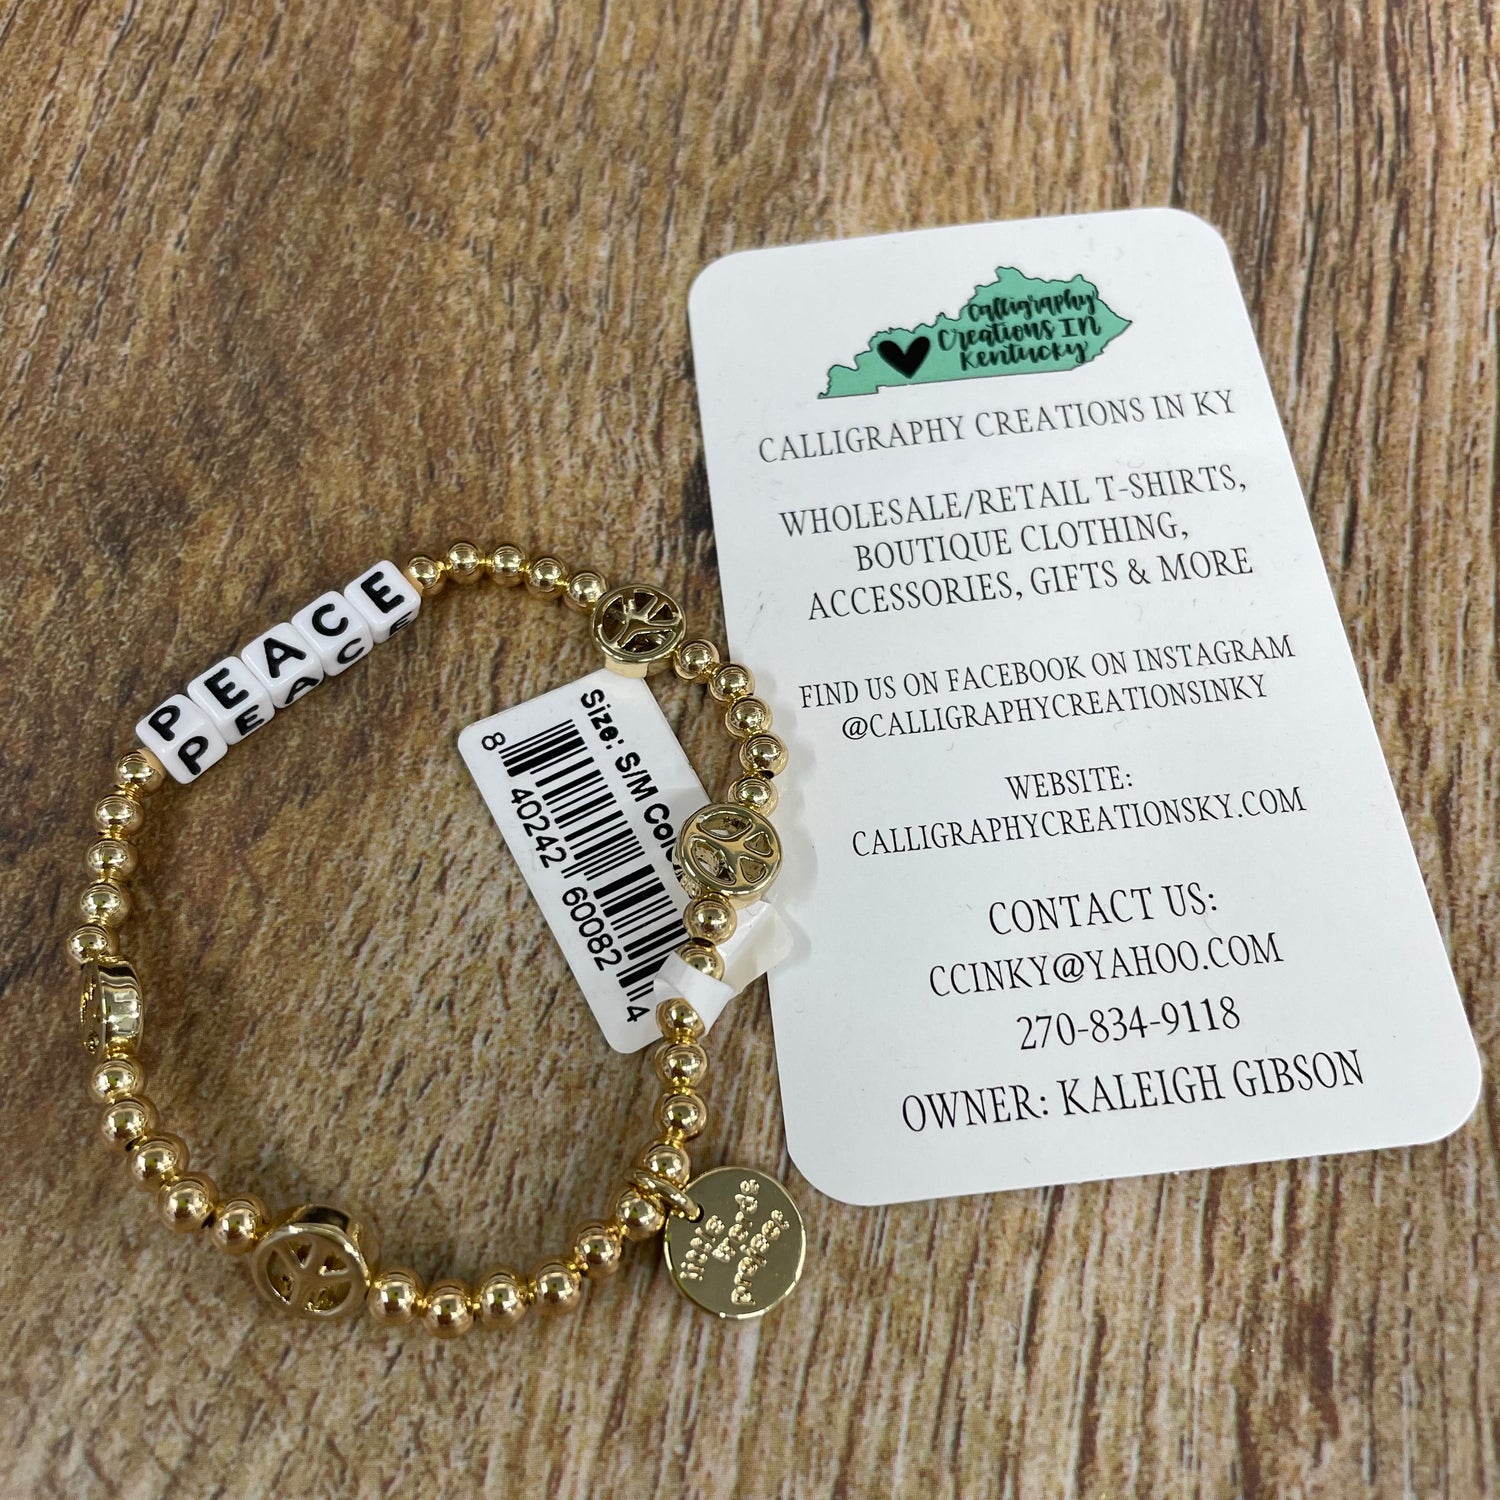 PEACE
PEACE
Size: S/M Col
8 40242 60082 4
little
words
project
Calligraphy
Creations IN
Kentucky
CALLIGRAPHY CREATIONS IN KY
WHOLESALE/RETAIL T-SHIRTS,
BOUTIQUE CLOTHING,
ACCESSORIES, GIFTS & MORE
FIND US ON FACEBOOK ON INSTAGRAM
@CALLIGRAPHYCREATIONSINKY
WEBSITE:
CALLIGRAPHYCREATIONSKY.COM
CONTACT US:
CCINKY@YAHOO.COM
270-834-9118
OWNER: KALEIGH GIBSON